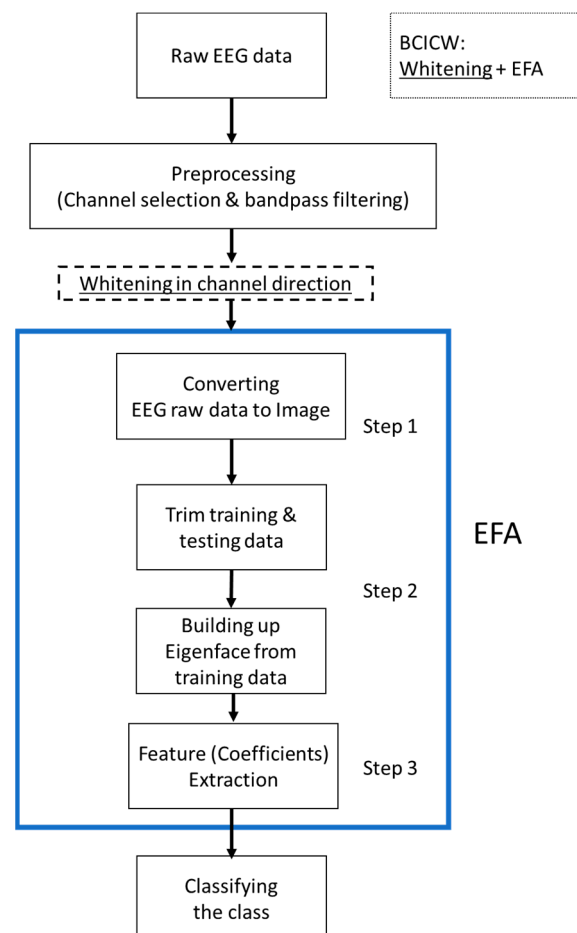 Raw EEG data
BCICW:
Whitening + EFA
Preprocessing
(Channel selection & bandpass filtering)
Whitening in channel direction
Converting
EEG raw data to Image
Step 1
Trim training &
testing data
EFA
Step 2
Building up
Eigenface from
training data
Feature (Coefficients)
Extraction
Step 3
Classifying
the class